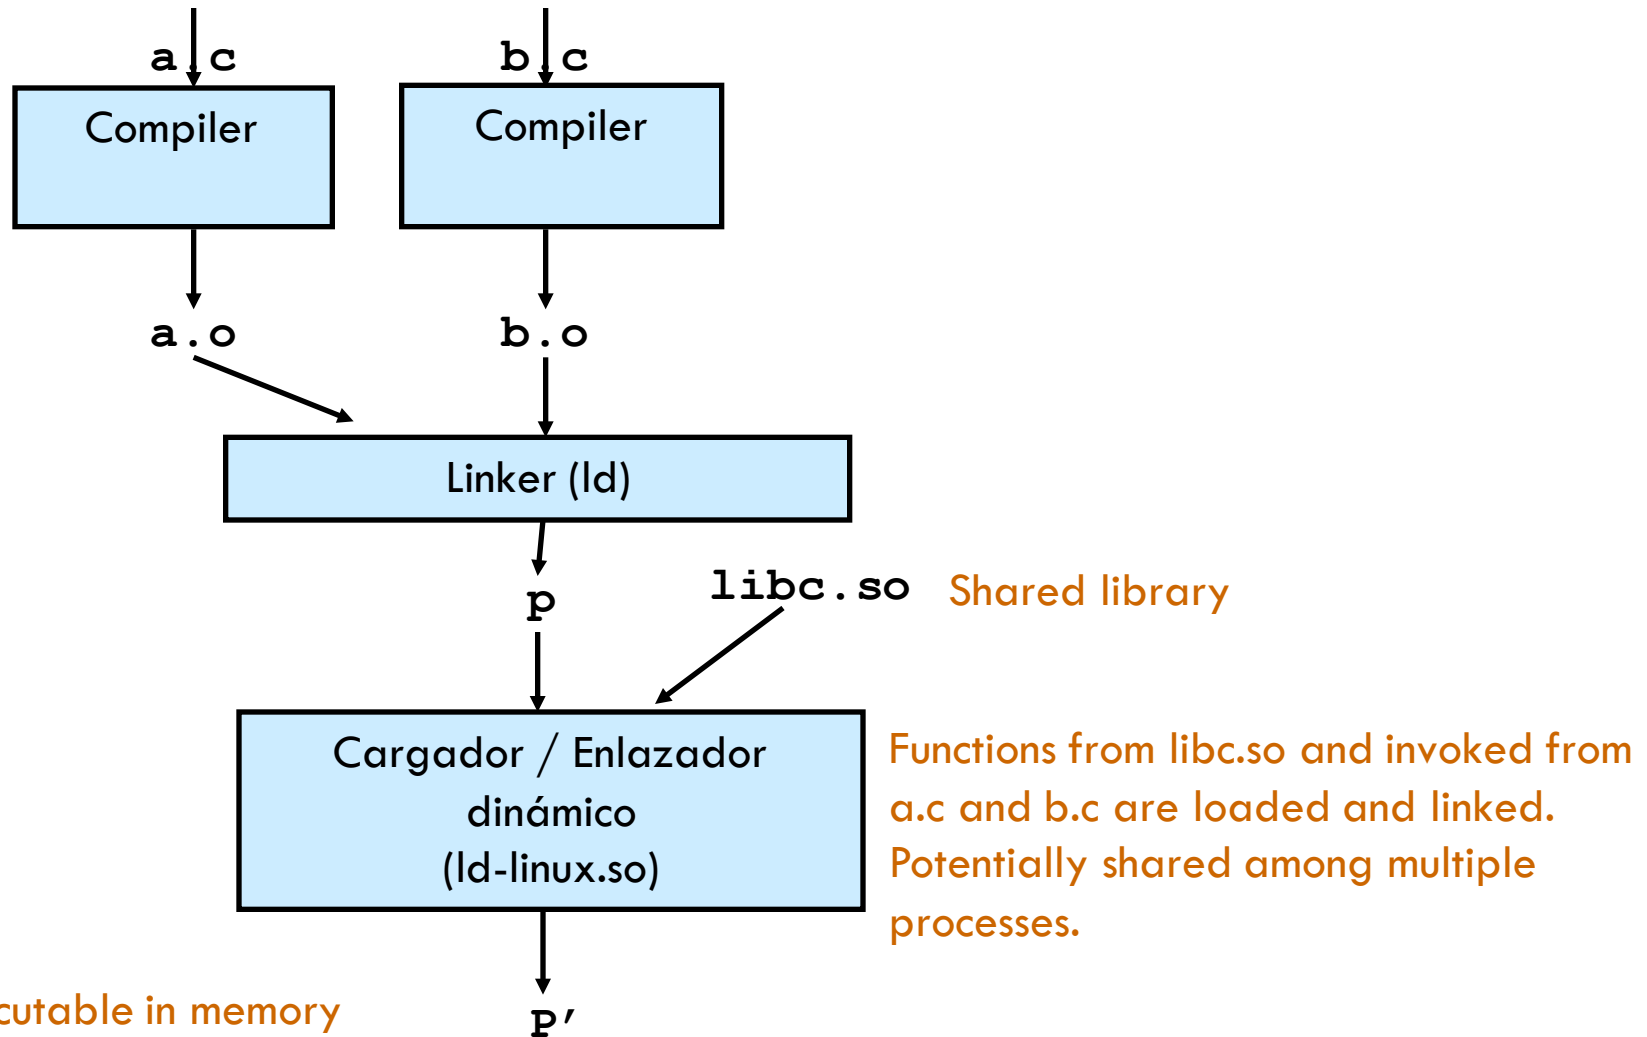 a.c
b.c
Compiler
Compiler
a.o
b.o
Linker (ld)
p
libc.so
Shared library
Cargador / Enlazador
dinámico
(ld-linux.so)
Functions from libc.so and invoked from
a.c and b.c are loaded and linked.
Potentially shared among multiple
processes.
cutable in memory
P’